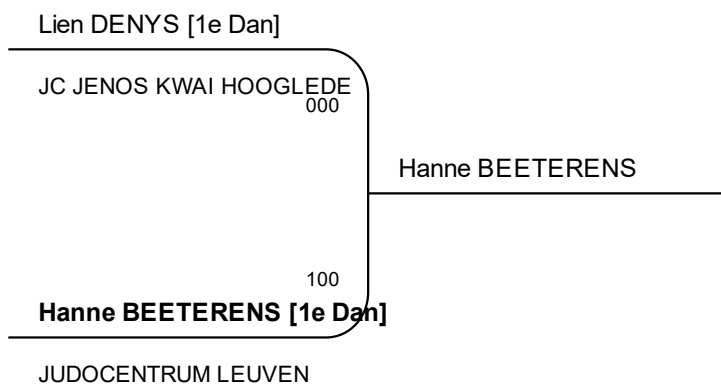 Lien DENYS [1e Dan]
JC JENOS KWAI HOOGLEDE
000
Hanne BEETERENS
100
Hanne BEETERENS [1e Dan]
JUDOCENTRUM LEUVEN